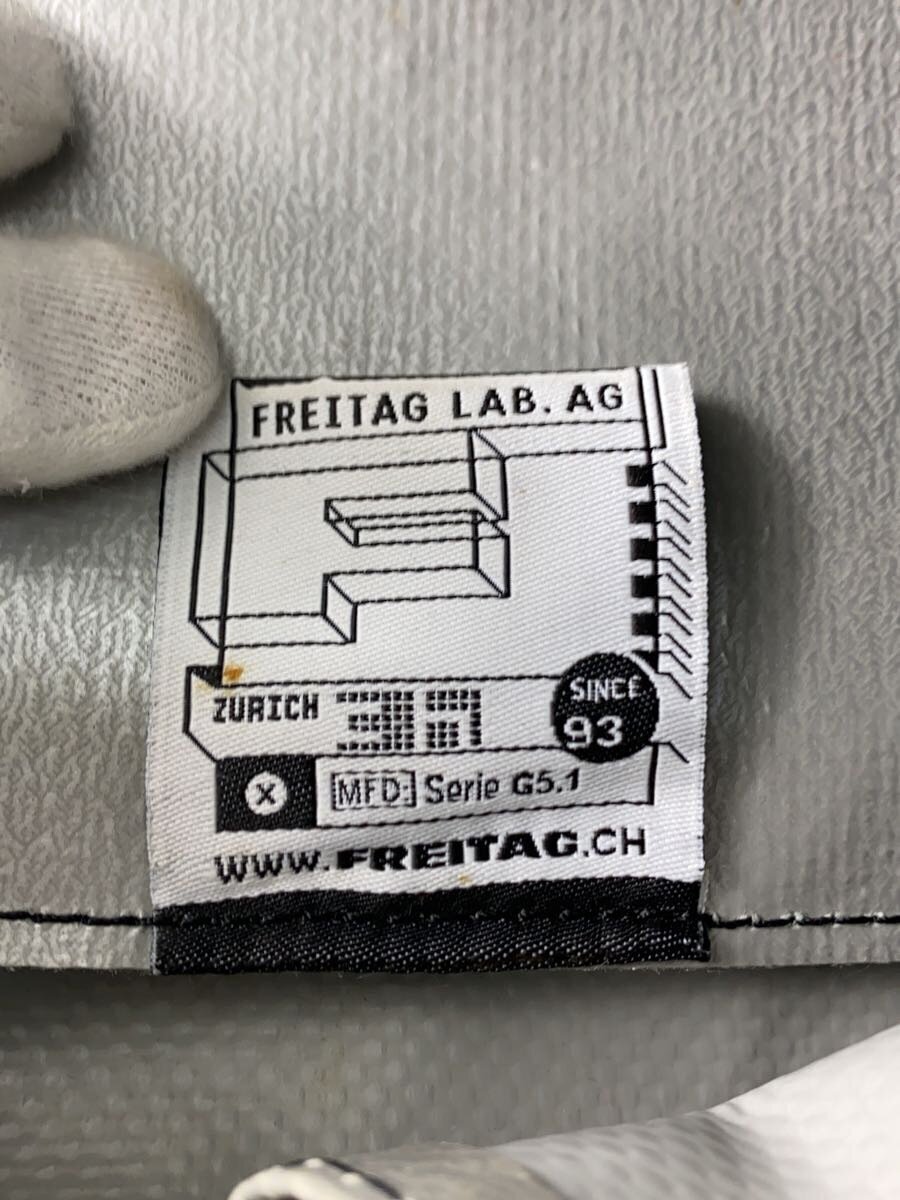 FREITAG LAB. AG
ZURICH
SINCE
93
X
MFD: Serie G5.1
WWW.FREITAG.CH